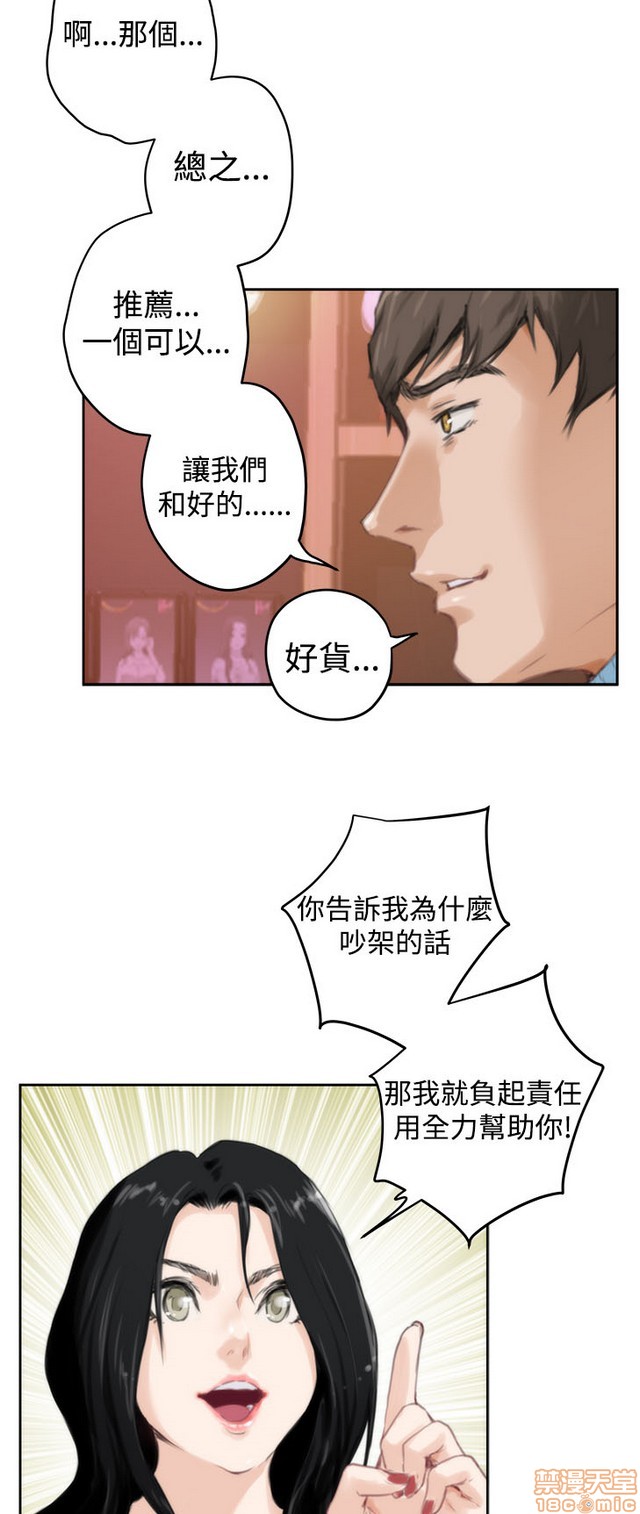 啊...那個...
總之...
推薦...
一個可以...
讓我們
和好的......
好貨...
你告訴我為什麼
吵架的話
那我就負起責任
用全力幫助你!
禁漫天堂
18comic